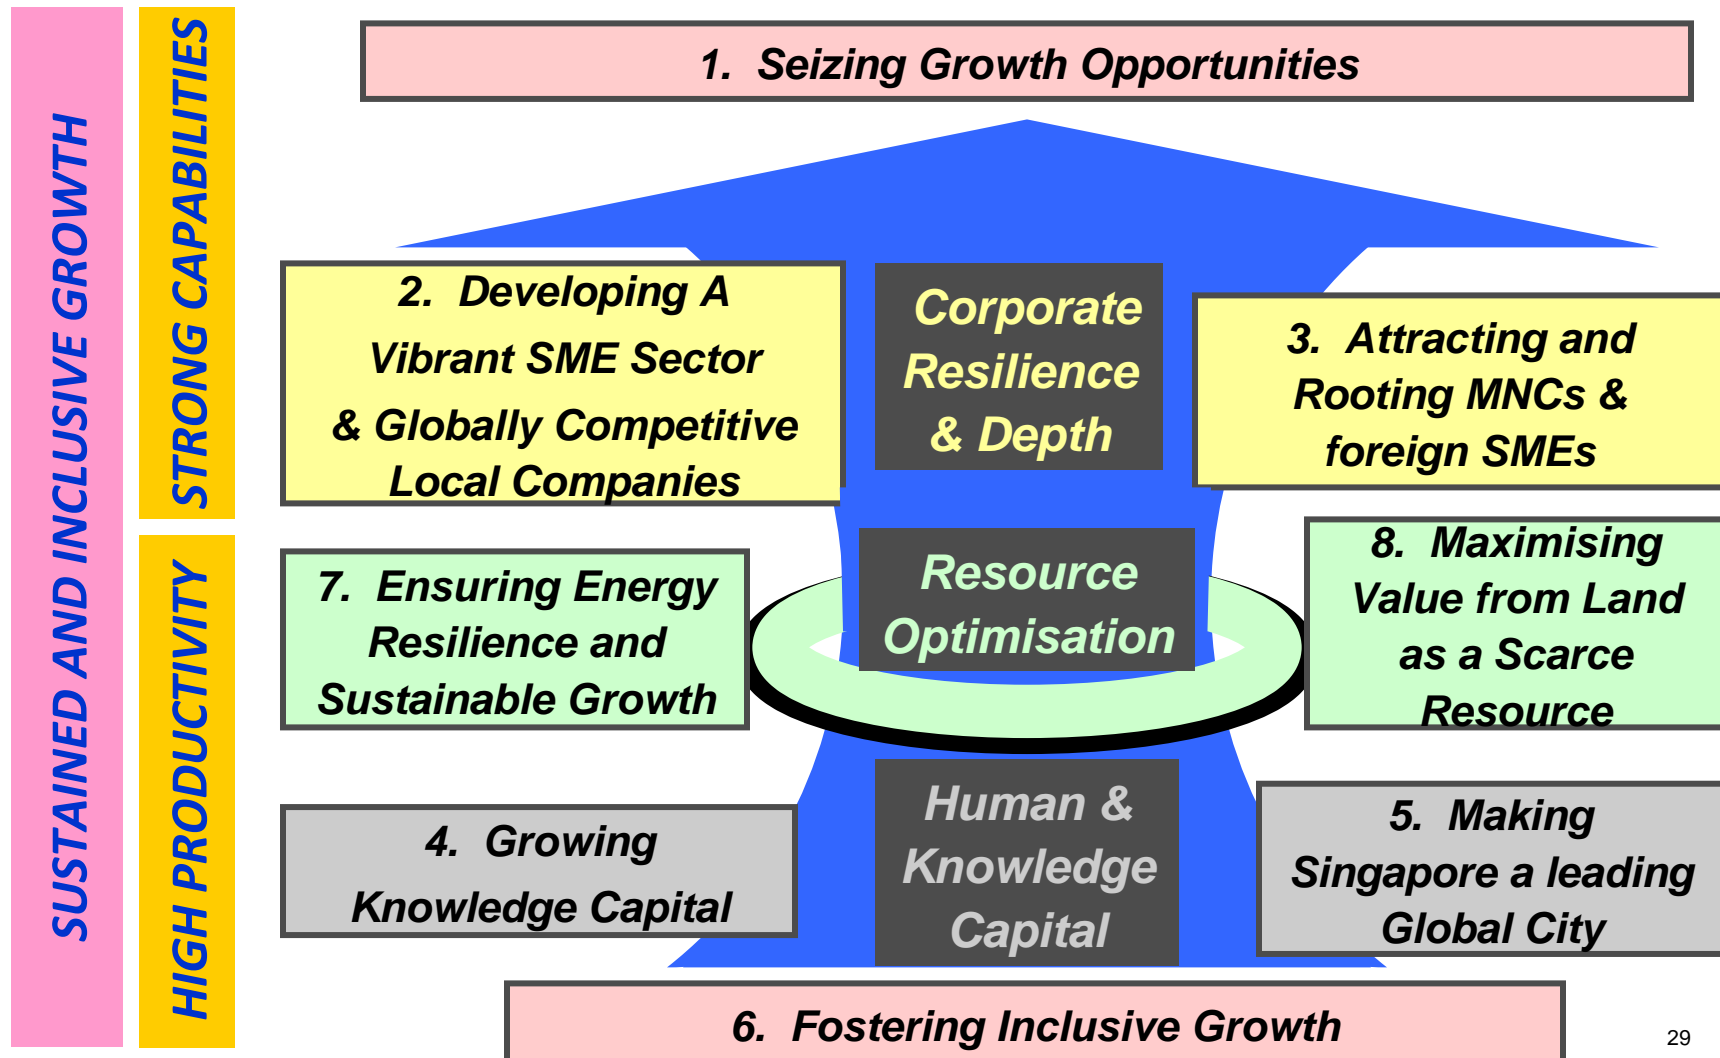 SUSTAINED AND INCLUSIVE GROWTH
STRONG CAPABILITIES
HIGH PRODUCTIVITY
1. Seizing Growth Opportunities
2. Developing A
Vibrant SME Sector
& Globally Competitive
Local Companies
Corporate
Resilience
& Depth
3. Attracting and
Rooting MNCs &
foreign SMEs
7. Ensuring Energy
Resilience and
Sustainable Growth
Resource
Optimisation
8. Maximising
Value from Land
as a Scarce
Resource
4. Growing
Knowledge Capital
Human &
Knowledge
Capital
5. Making
Singapore a leading
Global City
6. Fostering Inclusive Growth
29